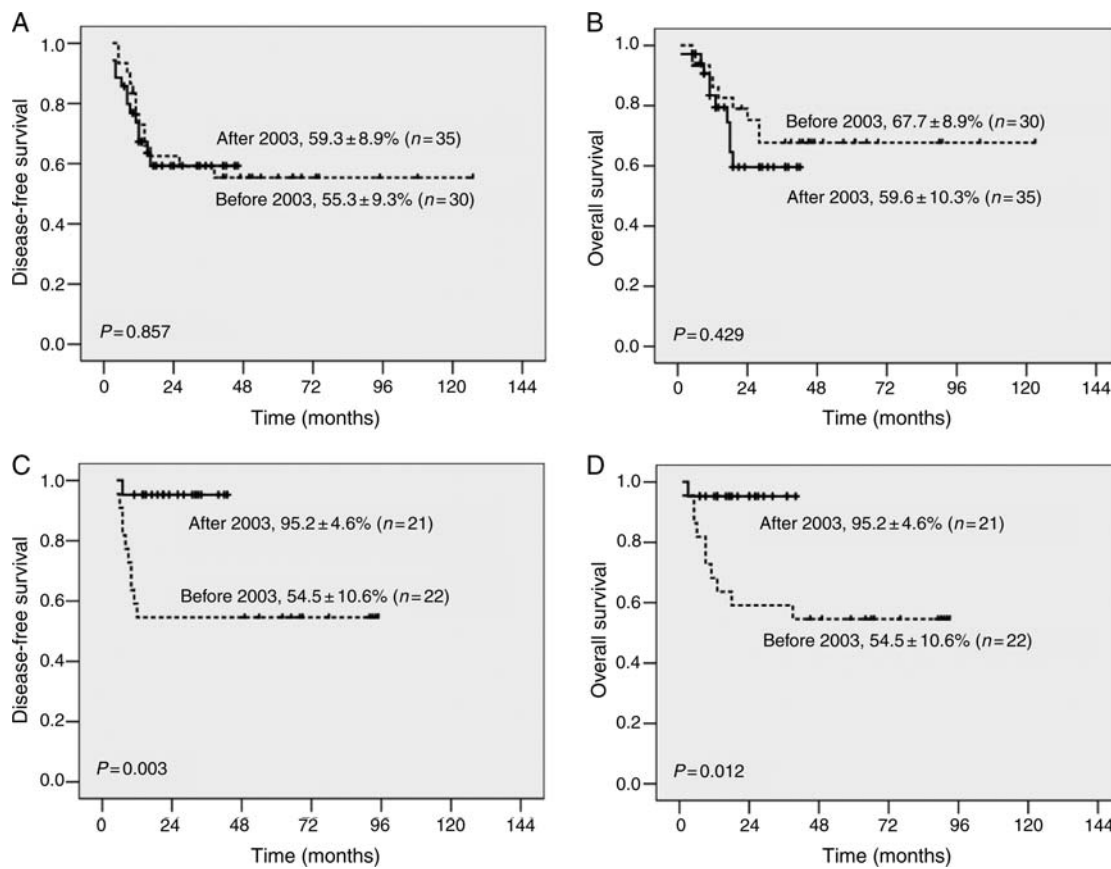 A
Disease-free survival
1.0
0.8
0.6
0.4
0.2
0.0
After 2003, 59.3 ± 8.9% (n=35)
Before 2003, 55.3 ± 9.3% (n=30)
P=0.857
0 24 48 72 96 120 144
Time (months)
B
Overall survival
1.0
0.8
0.6
0.4
0.2
0.0
Before 2003, 67.7 ± 8.9% (n=30)
After 2003, 59.6 ± 10.3% (n=35)
P=0.429
0 24 48 72 96 120 144
Time (months)
C
Disease-free survival
1.0
0.8
0.6
0.4
0.2
0.0
After 2003, 95.2 ± 4.6% (n=21)
Before 2003, 54.5 ± 10.6% (n=22)
P=0.003
0 24 48 72 96 120 144
Time (months)
D
Overall survival
1.0
0.8
0.6
0.4
0.2
0.0
After 2003, 95.2 ± 4.6% (n=21)
Before 2003, 54.5 ± 10.6% (n=22)
P=0.012
0 24 48 72 96 120 144
Time (months)